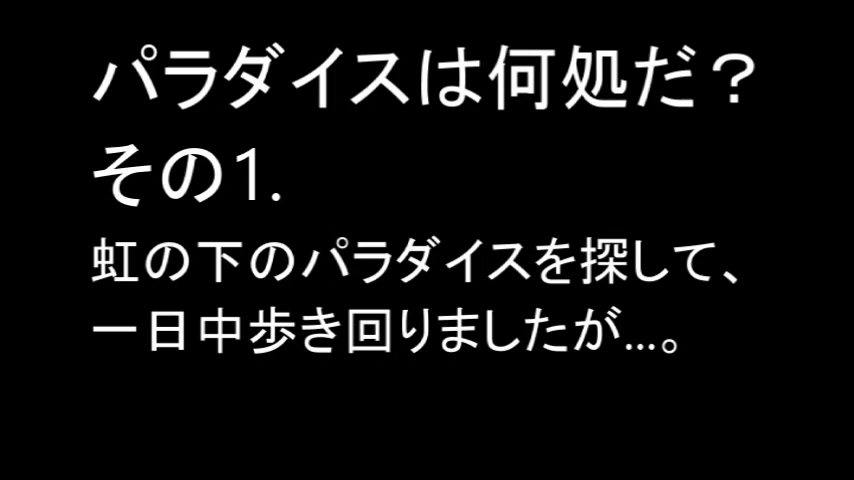 パラダイスは何処だ？
その1.
虹の下のパラダイスを探して、
一日中歩き回りましたが...。